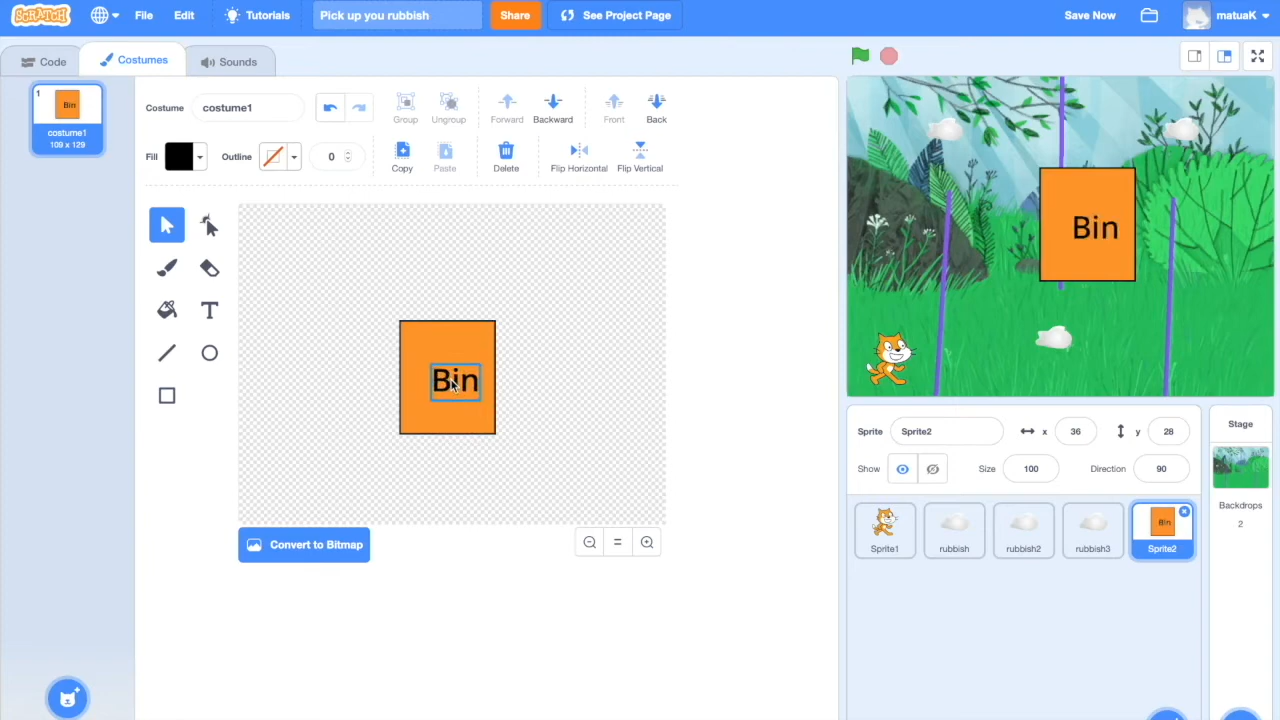 SCRATCH File Edit Tutorials Pick up you rubbish Share See Project Page Save Now matuaK
Code Costumes Sounds
1
Bin
costume1
109 x 129
Costume costume1 Group Ungroup Forward Backward Front Back
Fill Outline 0 Copy Paste Delete Flip Horizontal Flip Vertical
T
Bin
Convert to Bitmap
Bin
Sprite Sprite2 x 36 y 28
Show Size 100 Direction 90
Sprite1 rubbish rubbish2 rubbish3 Bin Sprite2
Stage
Backdrops
2